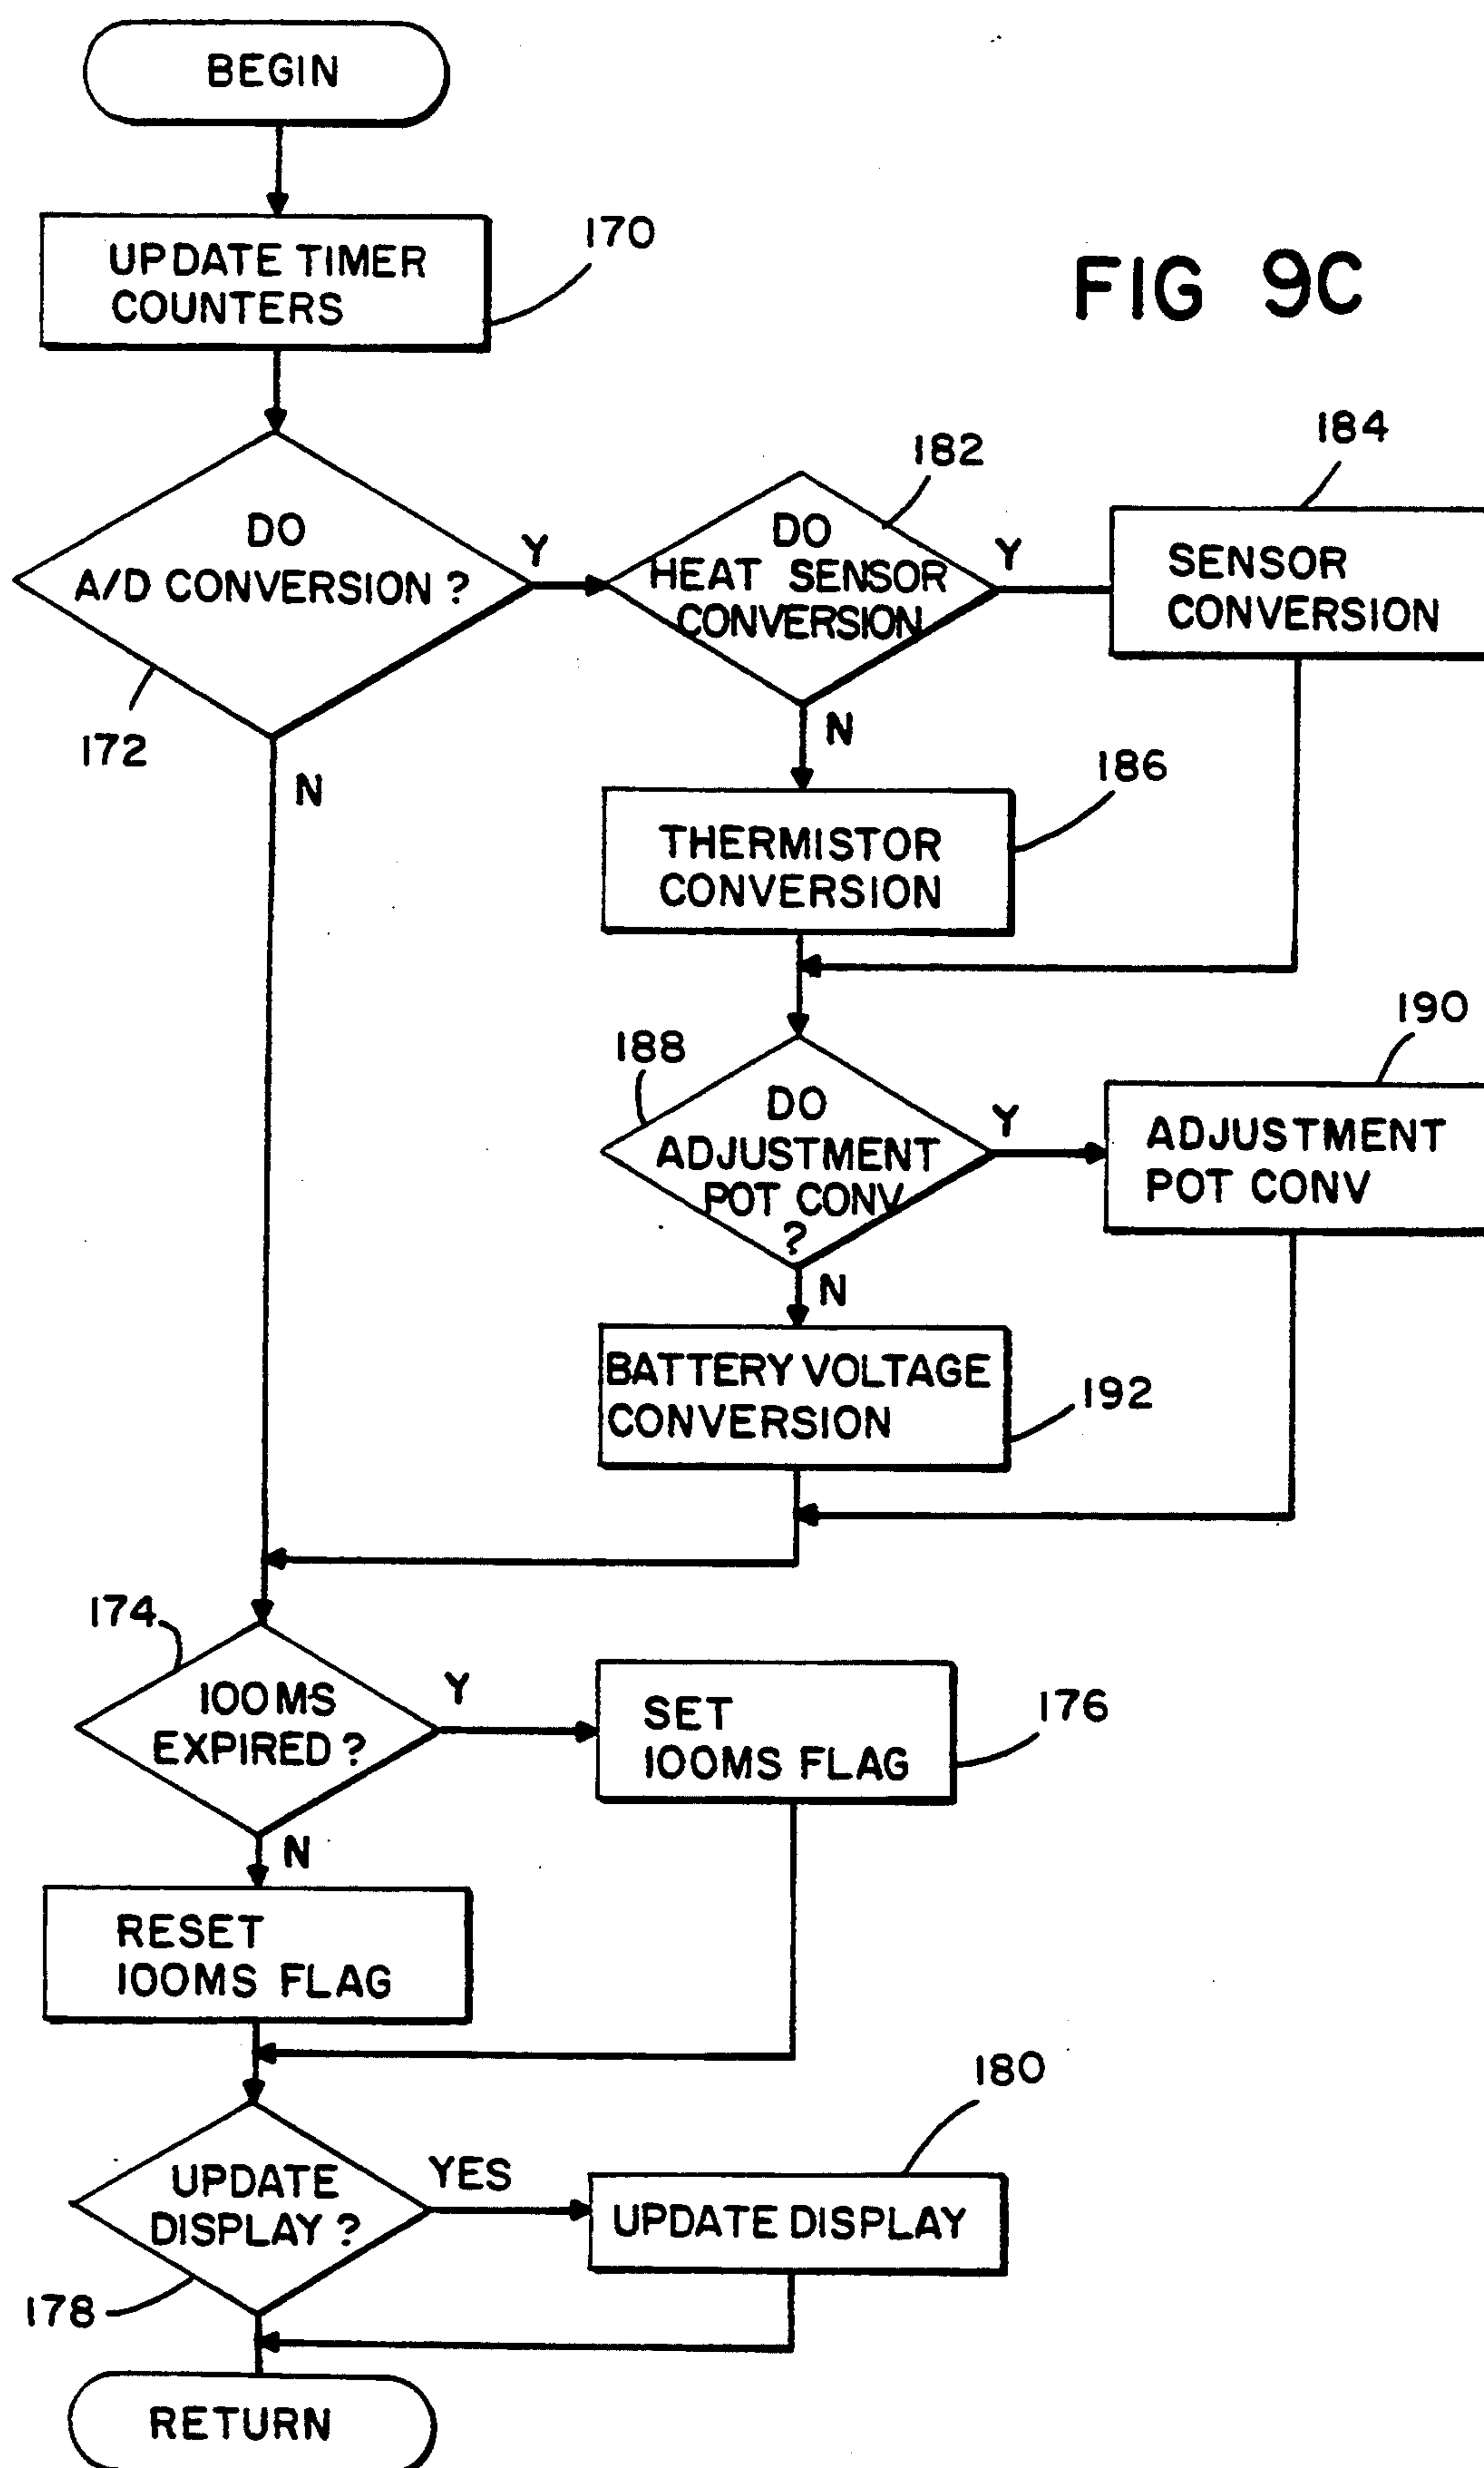 BEGIN
UPDATE TIMER
COUNTERS
170
FIG 9C
DO
A/D CONVERSION ?
172
Y
N
182
DO
HEAT SENSOR
CONVERSION
Y
N
184
SENSOR
CONVERSION
186
THERMISTOR
CONVERSION
188
DO
ADJUSTMENT
POT CONV
?
Y
N
190
ADJUSTMENT
POT CONV
BATTERY VOLTAGE
CONVERSION
192
174
100MS
EXPIRED ?
Y
N
SET
100MS FLAG
176
RESET
100MS FLAG
UPDATE
DISPLAY ?
178
YES
180
UPDATE DISPLAY
RETURN